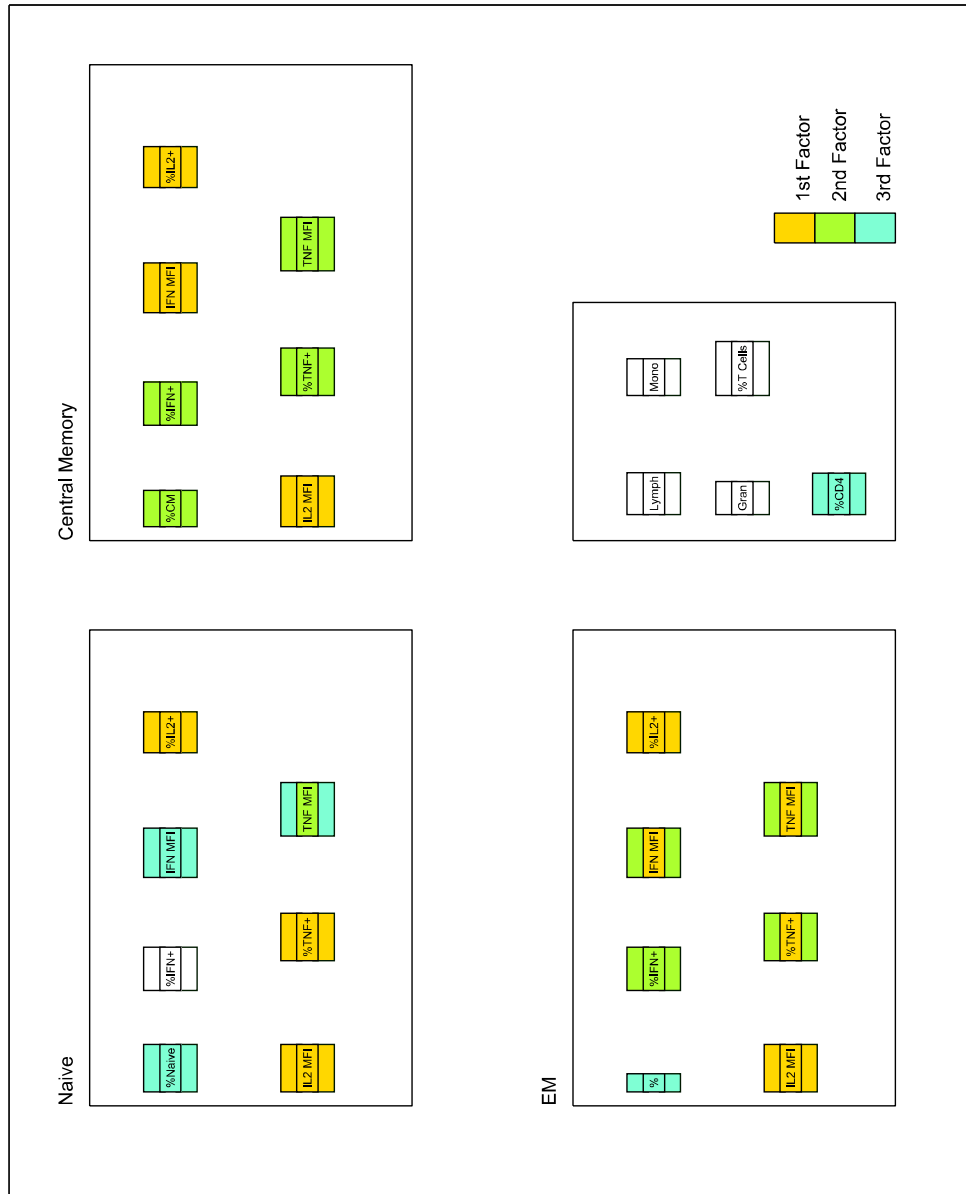 Naive
%Naive
%IFN+
IFN MFI
%IL2+
IL2 MFI
%TNF+
TNF MFI
Central Memory
%CM
%IFN+
IFN MFI
%IL2+
IL2 MFI
%TNF+
TNF MFI
EM
%
%IFN+
IFN MFI
%IL2+
IL2 MFI
%TNF+
TNF MFI
Lymph
Mono
Gran
%T Cells
%CD4
1st Factor
2nd Factor
3rd Factor